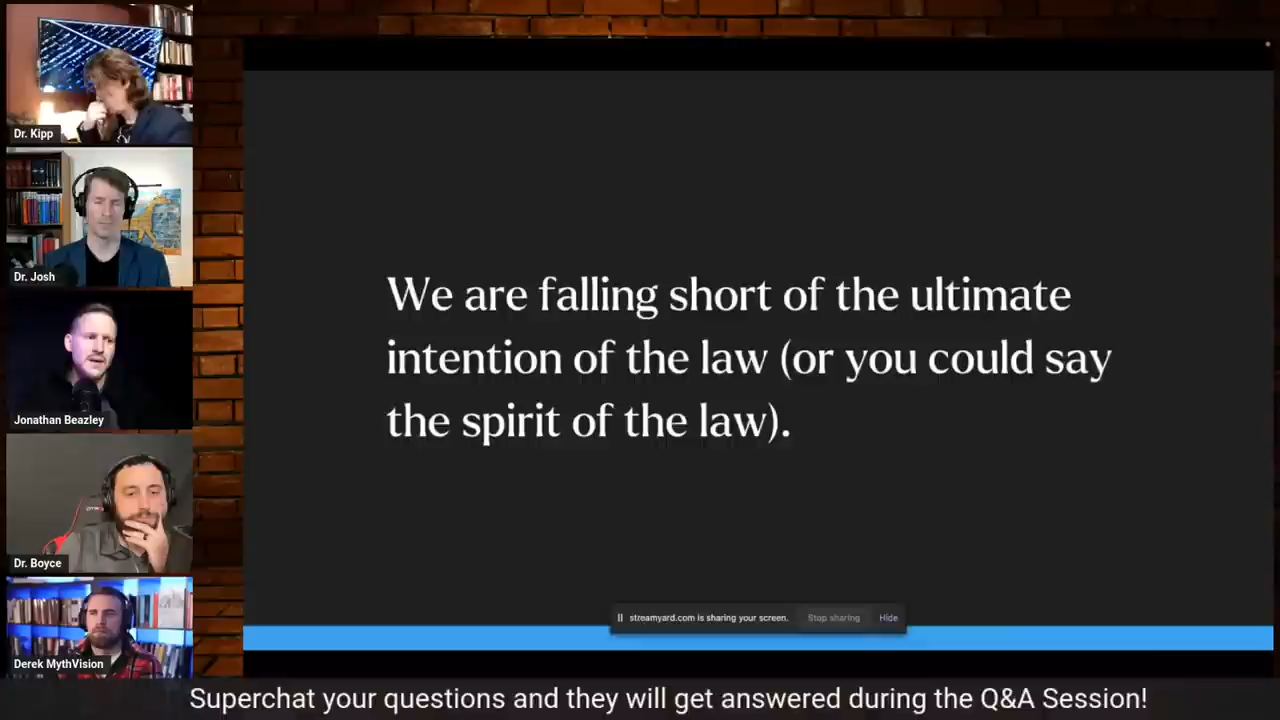 Dr. Kipp
Dr. Josh
Jonathan Beazley
Dr. Boyce
Derek MythVision
We are falling short of the ultimate
intention of the law (or you could say
the spirit of the law).
streamyard.com is sharing your screen. Stop sharing Hide
Superchat your questions and they will get answered during the Q&A Session!